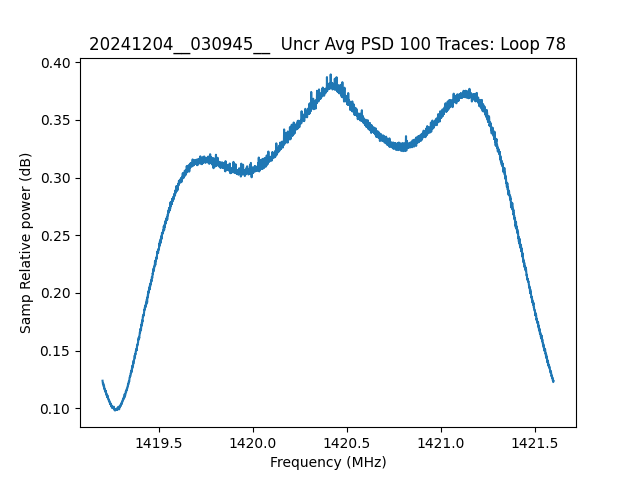 20241204__030945__  Uncr Avg PSD 100 Traces: Loop 78
0.40
0.35
0.30
0.25
0.20
0.15
0.10
Samp Relative power (dB)
1419.5 1420.0 1420.5 1421.0 1421.5
Frequency (MHz)